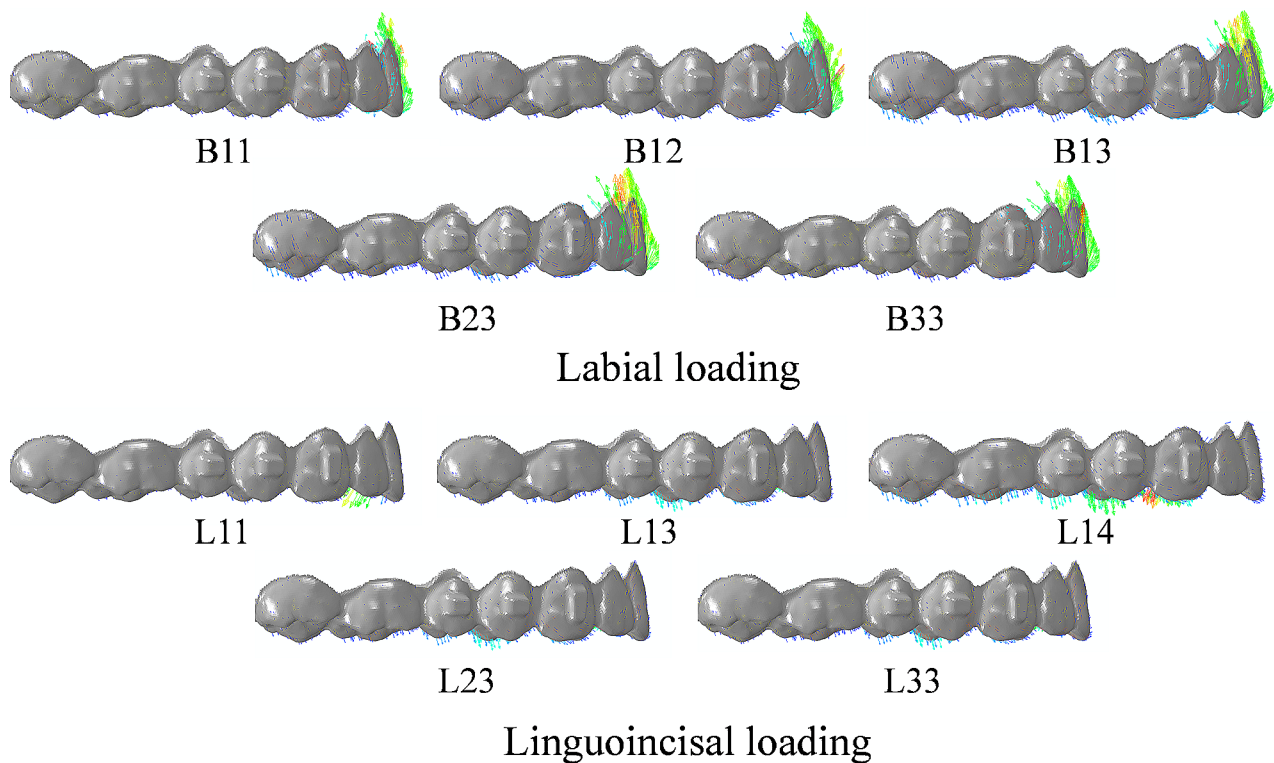 B11 B12 B13
B23 B33
Labial loading
L11 L13 L14
L23 L33
Linguoincisal loading